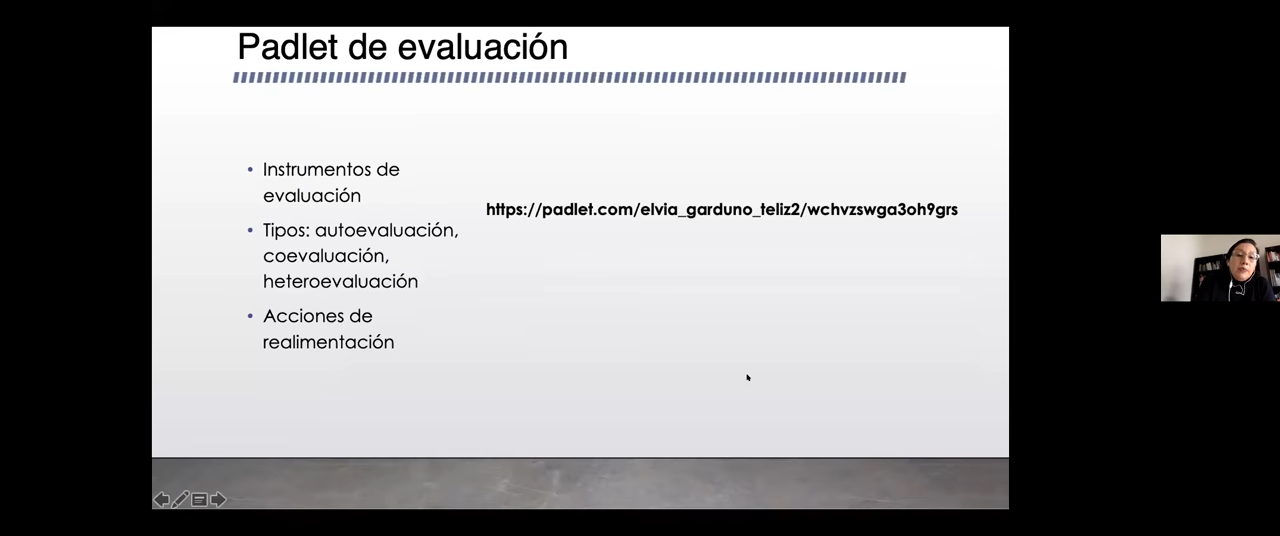 Padlet de evaluación
• Instrumentos de
evaluación
• Tipos: autoevaluación,
coevaluación,
heteroevaluación
• Acciones de
realimentación
https://padlet.com/elvia_garduno_teliz2/wchvzswga3oh9grs